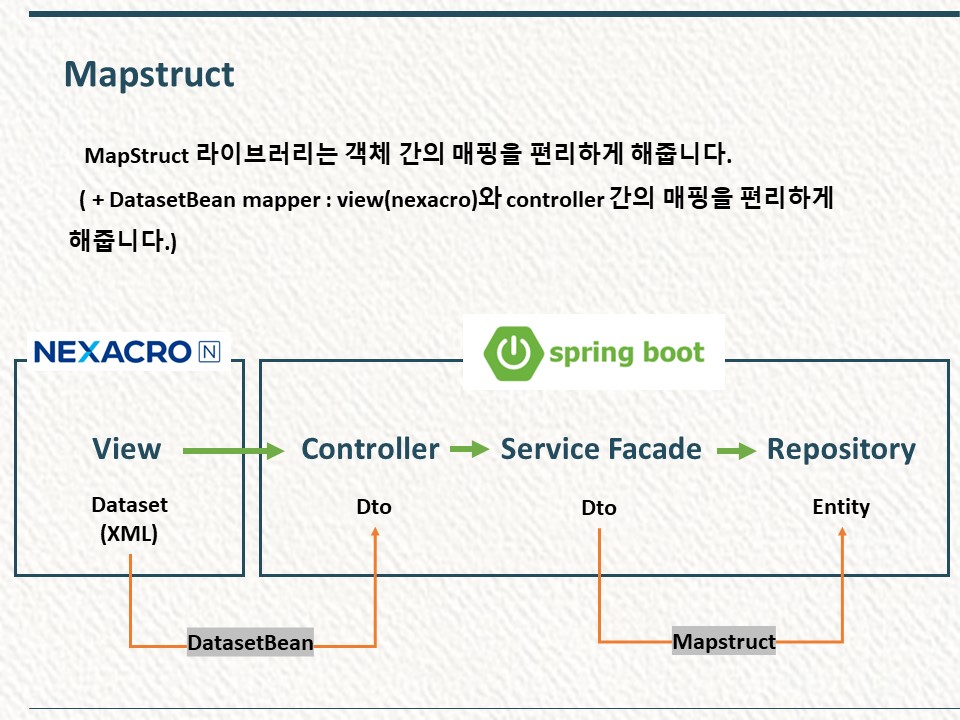 Mapstruct
MapStruct 라이브러리는 객체 간의 매핑을 편리하게 해줍니다.
( + DatasetBean mapper : view(nexacro)와 controller 간의 매핑을 편리하게
해줍니다.)
NEXACRO N
spring boot
View
Controller
Service Facade
Repository
Dataset
(XML)
Dto
Dto
Entity
DatasetBean
Mapstruct